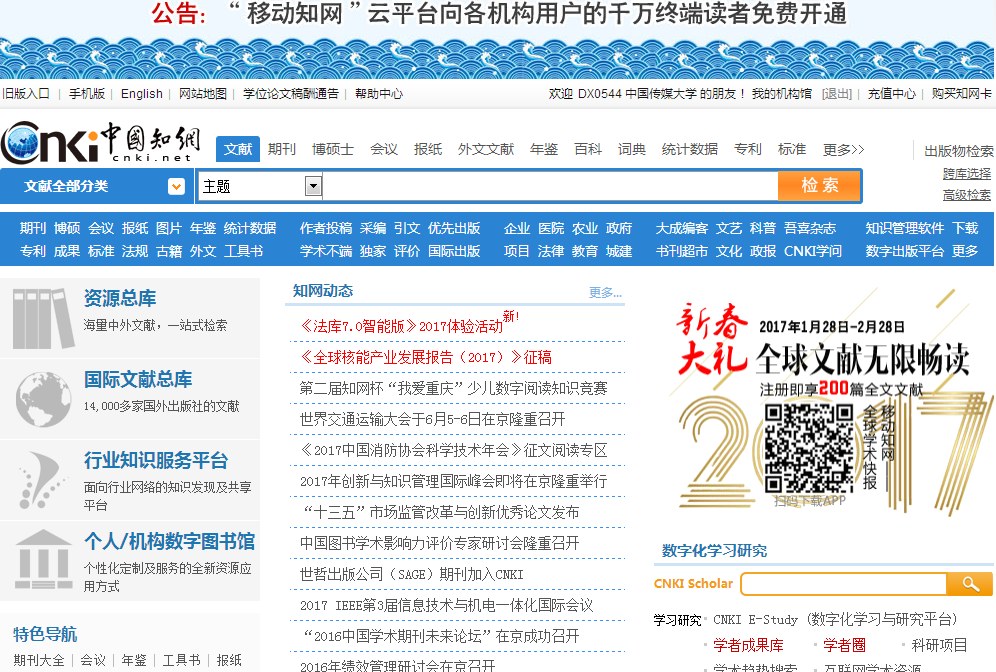 公告：“移动知网”云平台向各机构用户的千万终端读者免费开通
旧版入口 | 手机版 | English | 网站地图 | 学位论文稿酬通告 | 帮助中心 欢迎 DX0544 中国传媒大学 的朋友！ 我的机构馆 [退出] | 充值中心 | 购买知网卡
Cnki 中國知網
cnki.net
文献 期刊 博硕士 会议 报纸 外文文献 年鉴 百科 词典 统计数据 专利 标准 更多>>
出版物检索
跨库选择
高级检索
文献全部分类 主题 检索
期刊 博硕 会议 报纸 图片 年鉴 统计数据 作者投稿 采编 引文 优先出版 企业 医院 农业 政府 大成编客 文艺 科普 吾喜杂志 知识管理软件 下载
专利 成果 标准 法规 古籍 外文 工具书 学术不端 独家 评价 国际出版 项目 法律 教育 城建 书刊超市 文化 政报 CNKI学问 数字出版平台 更多
资源总库
海量中外文献，一站式检索
国际文献总库
14,000多家国外出版社的文献
行业知识服务平台
面向行业网络的知识发现及共享
平台
个人/机构数字图书馆
个性化定制及服务的全新资源应
用方式
特色导航
期刊大全 | 会议 | 年鉴 | 工具书 | 报纸
知网动态 更多...
《法库7.0智能版》2017体验活动 新!
《全球核能产业发展报告（2017）》征稿
第二届知网杯“我爱重庆”少儿数字阅读知识竞赛
世界交通运输大会于6月5-6日在京隆重召开
《2017中国消防协会科学技术年会》征文阅读专区
2017年创新与知识管理国际峰会即将在京隆重举行
“十三五”市场监管改革与创新优秀论文发布
中国图书学术影响力评价专家研讨会隆重召开
世哲出版公司（SAGE）期刊加入CNKI
2017 IEEE第3届信息技术与机电一体化国际会议
“2016中国学术期刊未来论坛”在京成功召开
2016年绩效管理研讨会在京召开
新春
大礼
2017年1月28日-2月28日
全球文献无限畅读
注册即享200篇全文文献
2017
移动知网
全球学术快报
扫码下载APP
数字化学习研究
CNKI Scholar
学习研究 · CNKI E-Study (数字化学习与研究平台)
· 学者成果库 · 学者圈 · 科研项目
· 学术趋势搜索 · 互联网学术资源